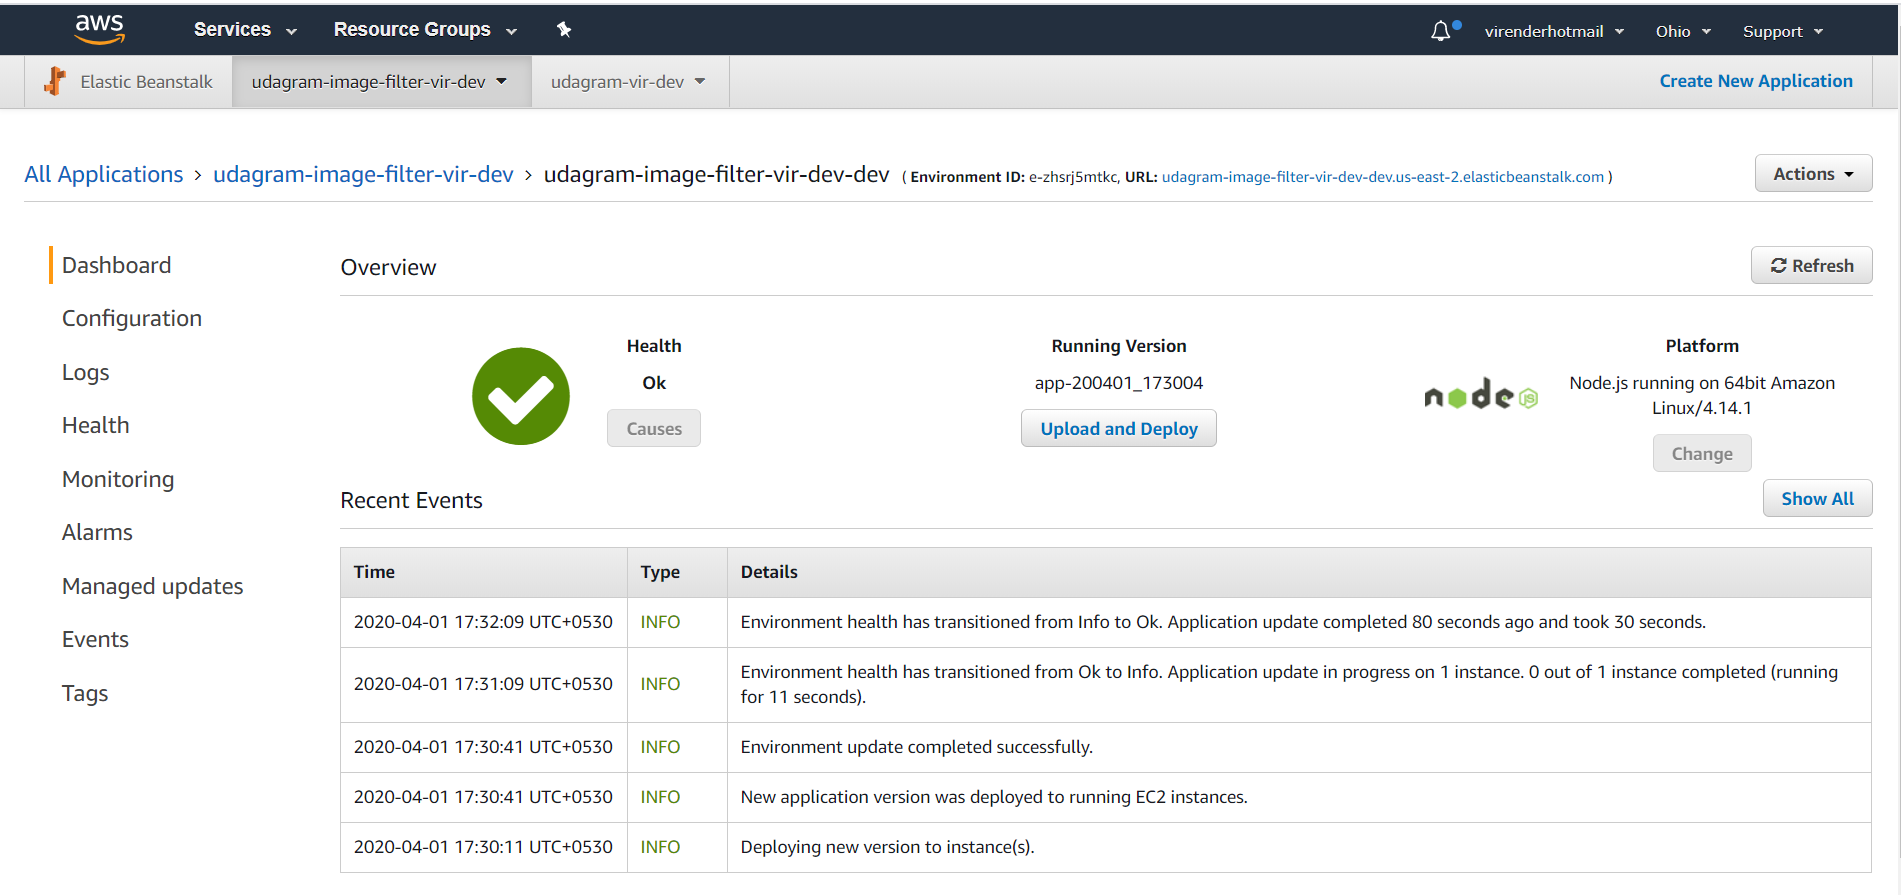 aws Services Resource Groups virenderhotmail Ohio Support
Elastic Beanstalk udagram-image-filter-vir-dev udagram-vir-dev Create New Application
All Applications > udagram-image-filter-vir-dev > udagram-image-filter-vir-dev-dev ( Environment ID: e-zhsrj5mtkc, URL: udagram-image-filter-vir-dev-dev.us-east-2.elasticbeanstalk.com ) Actions
Dashboard
Configuration
Logs
Health
Monitoring
Alarms
Managed updates
Events
Tags
Overview Refresh
Health
Ok
Causes
Running Version
app-200401_173004
Upload and Deploy
node JS
Platform
Node.js running on 64bit Amazon
Linux/4.14.1
Change
Recent Events Show All
Time Type Details
2020-04-01 17:32:09 UTC+0530 INFO Environment health has transitioned from Info to Ok. Application update completed 80 seconds ago and took 30 seconds.
2020-04-01 17:31:09 UTC+0530 INFO Environment health has transitioned from Ok to Info. Application update in progress on 1 instance. 0 out of 1 instance completed (running
for 11 seconds).
2020-04-01 17:30:41 UTC+0530 INFO Environment update completed successfully.
2020-04-01 17:30:41 UTC+0530 INFO New application version was deployed to running EC2 instances.
2020-04-01 17:30:11 UTC+0530 INFO Deploying new version to instance(s).